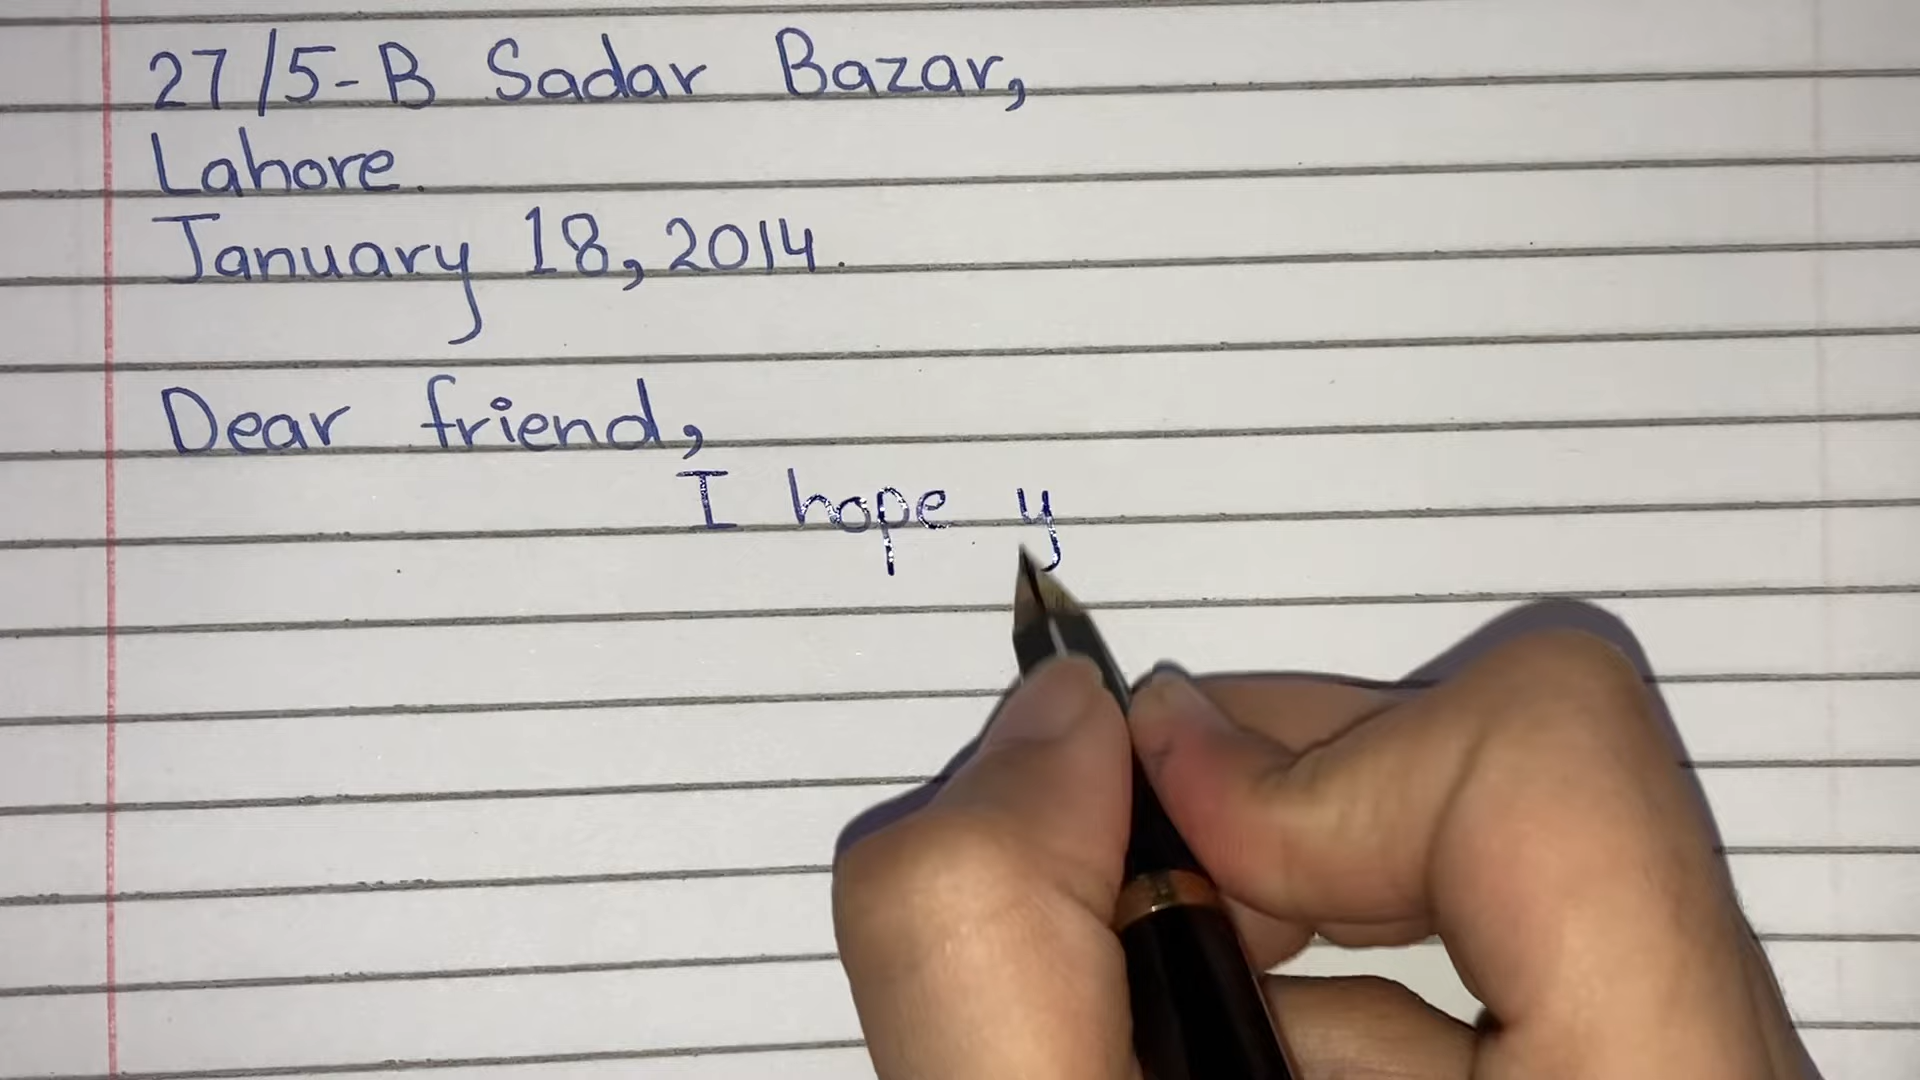 27/5-B Sadar Bazar,
Lahore.
January 18, 2014.
Dear friend,
I hope y